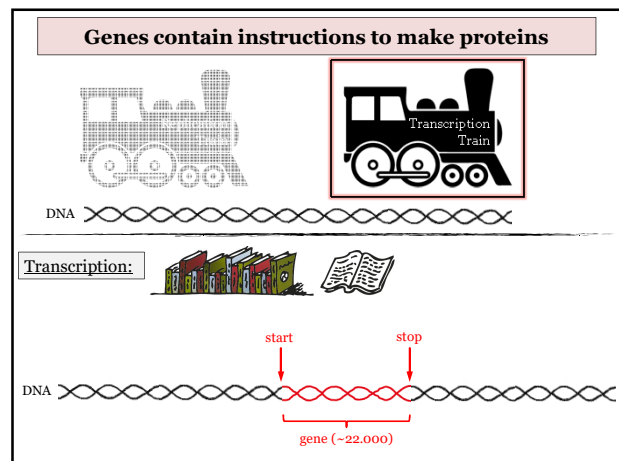 Genes contain instructions to make proteins
Transcription
Train
DNA
Transcription:
start
stop
DNA
gene (~22.000)